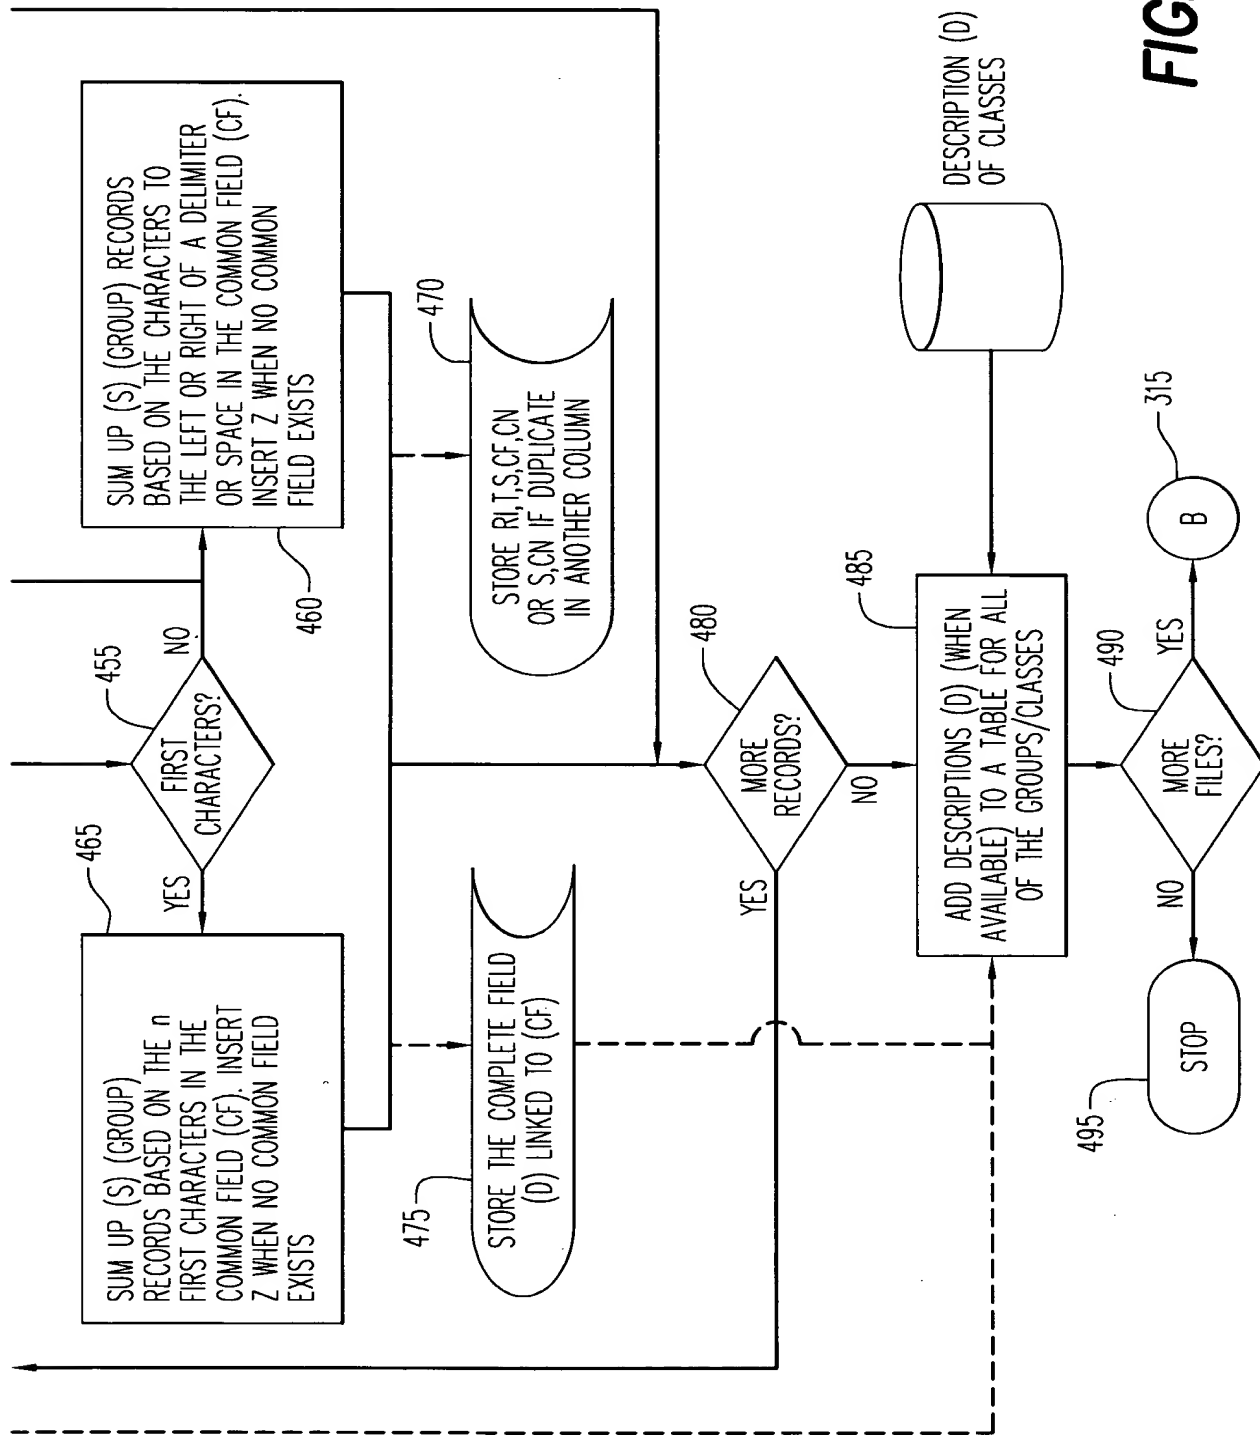 465
SUM UP (S) (GROUP)
RECORDS BASED ON THE n
FIRST CHARACTERS IN THE
COMMON FIELD (CF). INSERT
Z WHEN NO COMMON FIELD
EXISTS
YES
455
FIRST
CHARACTERS?
NO
SUM UP (S) (GROUP) RECORDS
BASED ON THE CHARACTERS TO
THE LEFT OR RIGHT OF A DELIMITER
OR SPACE IN THE COMMON FIELD (CF).
INSERT Z WHEN NO COMMON
FIELD EXISTS
460
475
STORE THE COMPLETE FIELD
(D) LINKED TO (CF)
470
STORE RI,T,S,CF,CN
OR S,CN IF DUPLICATE
IN ANOTHER COLUMN
480
YES
MORE
RECORDS?
NO
485
ADD DESCRIPTIONS (D) (WHEN
AVAILABLE) TO A TABLE FOR ALL
OF THE GROUPS/CLASSES
DESCRIPTION (D)
OF CLASSES
495
STOP
NO
490
MORE
FILES?
YES
B
315
FIG